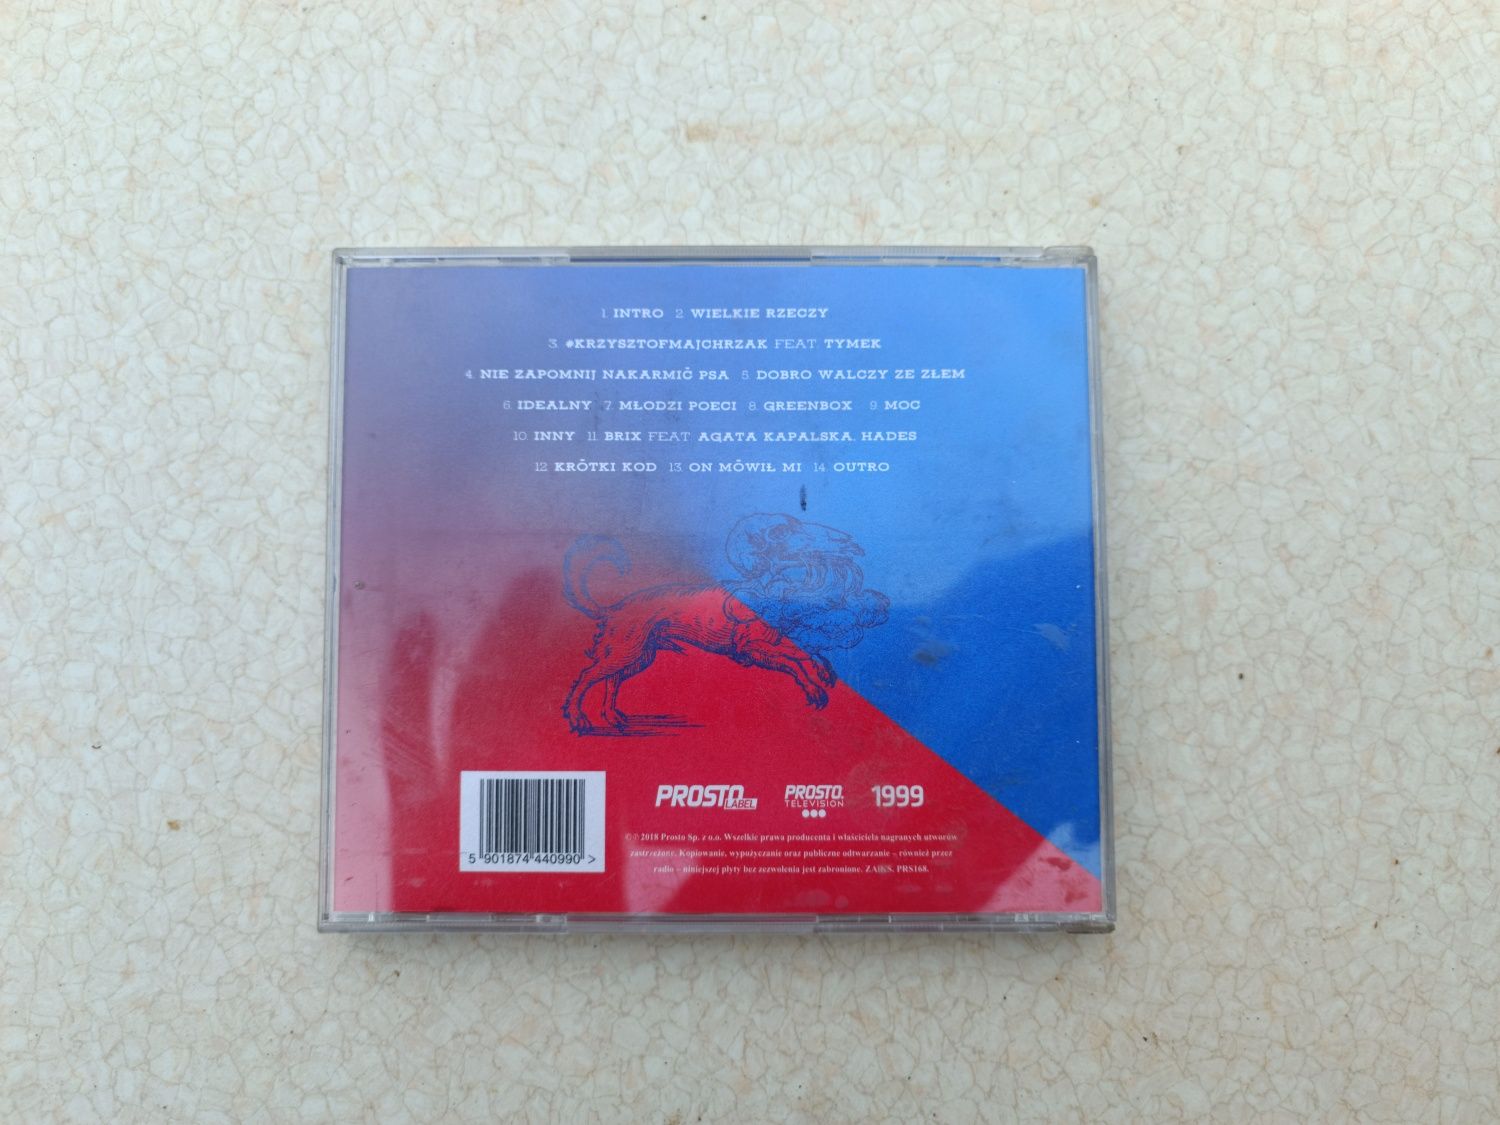 1. INTRO 2. WIELKIE RZECZY
3. #KRZYSZTOFMAJCHRZAK FEAT. TYMEK
4. NIE ZAPOMNIJ NAKARMIĆ PSA 5. DOBRO WALCZY ZE ZŁEM
6. IDEALNY 7. MŁODZI POECI 8. GREENBOX 9. MOC
10. INNY 11. BRIX FEAT. AGATA KAPALSKA, HADES
12. KRÓTKI KOD 13. ON MÓWIŁ MI 14. OUTRO
PROSTO LABEL
PROSTO. TELEVISION
1999
©℗ 2018 Prosto Sp. z o.o. Wszelkie prawa producenta i właściciela nagranych utworów
zastrzeżone. Kopiowanie, wypożyczanie oraz publiczne odtwarzanie – również przez
radio – niniejszej płyty bez zezwolenia jest zabronione. ZAIKS. PRS168.
5 901874 440990 >